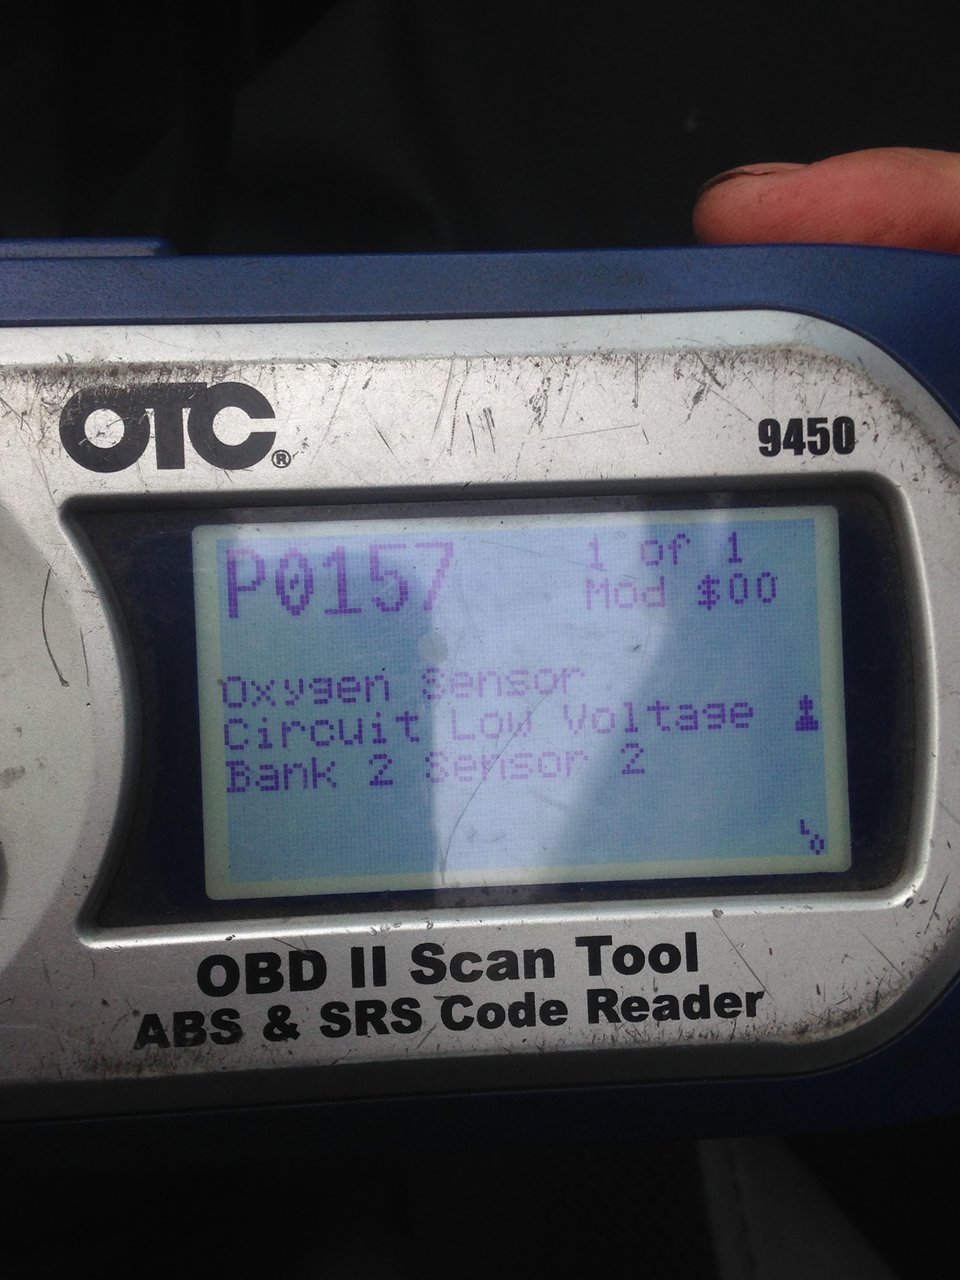 OTC®
9450
P0157 1 of 1
Mod $00
Oxygen Sensor
Circuit Low Voltage
Bank 2 Sensor 2
OBD II Scan Tool
ABS & SRS Code Reader